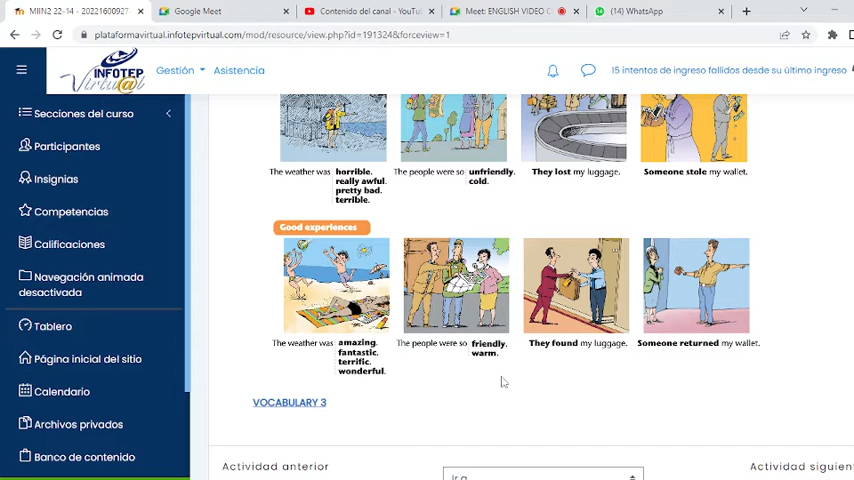 MIIN2 22-14 - 2022160092T
Google Meet
Contenido del canal - YouTu
Meet: ENGLISH VIDEO C
(14) WhatsApp
plataformavirtual.infotepvirtual.com/mod/resource/view.php?id=191324&forceview=1
INFOTEP
Virtu@l
Gestión
Asistencia
15 intentos de ingreso fallidos desde su último ingreso
Secciones del curso
Participantes
Insignias
Competencias
Calificaciones
Navegación animada
desactivada
Tablero
Página inicial del sitio
Calendario
Archivos privados
Banco de contenido
The weather was horrible.
really awful.
pretty bad.
terrible.
The people were so unfriendly.
cold.
They lost my luggage.
Someone stole my wallet.
Good experiences
The weather was amazing.
fantastic.
terrific.
wonderful.
The people were so friendly.
warm.
They found my luggage.
Someone returned my wallet.
VOCABULARY 3
Actividad anterior
Ir a
Actividad siguien